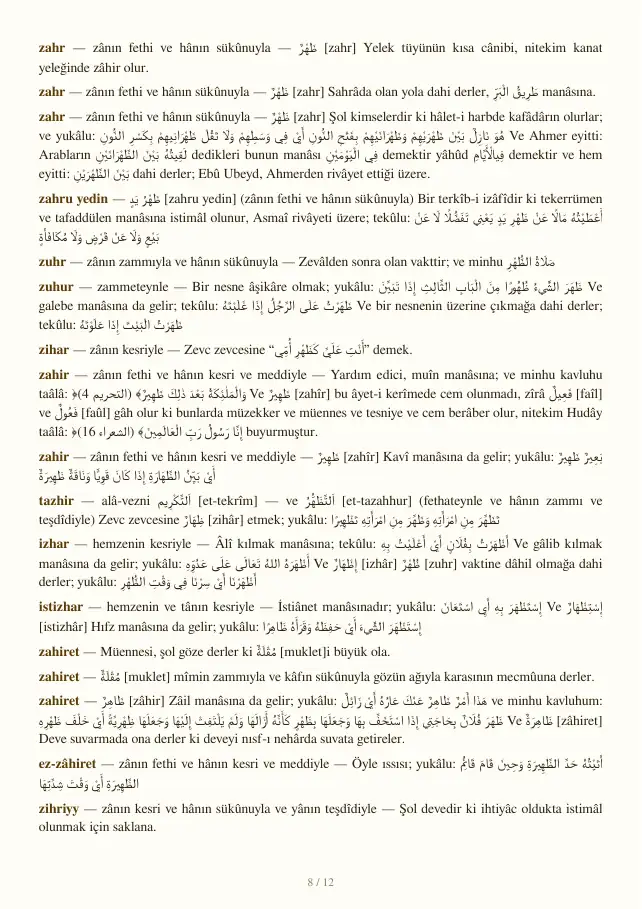 zahr — zânın fethi ve hânın sükûnuyla — ظَهْرٌ [zahr] Yelek tüyünün kısa cânibi, nitekim kanat
yeleğinde zâhir olur.
zahr — zânın fethi ve hânın sükûnuyla — ظَهْرٌ [zahr] Sahrâda olan yola dahi derler, طَرِيقُ الْبَرِّ manâsına.
zahr — zânın fethi ve hânın sükûnuyla — ظَهْرٌ [zahr] Şol kimselerdir ki hâlet-i harbde kafâdârın olurlar;
ve yukâlu: هُوَ نَازِلٌ بَيْنَ ظَهْرَيْهِمْ وَظَهْرَانَيْهِمْ بِفَتْحِ النُّونِ أَيْ فِي وَسَطِهِمْ وَلَا تَقُلْ ظَهْرَانِيهِمْ بِكَسْرِ النُّونِ Ve Ahmer eyitti:
Arabların لَقِيتُهُ بَيْنَ الظَّهْرَانَيْنِ dedikleri bunun manâsı فِي الْيَوْمَيْنِ demektir yâhûd فِيالْأَيَّامِ demektir ve hem
eyitti: بَيْنَ الظَّهْرَيْنِ dahi derler; Ebû Ubeyd, Ahmerden rivâyet ettiği üzere.
zahru yedin — ظَهْرُ يَدٍ [zahru yedin] (zânın fethi ve hânın sükûnuyla) Bir terkîb-i izâfîdir ki tekerrümen
ve tafaddülen manâsına istimâl olunur, Asmaî rivâyeti üzere; tekûlu: أَعْطَيْتُهُ مَالًا عَنْ ظَهْرِ يَدٍ يَعْنِي تَفَضُّلًا لَا عَنْ
بَيْعٍ وَلَا عَنْ قَرْضٍ وَلَا مُكَافَأَةٍ
zuhr — zânın zammıyla ve hânın sükûnuyla — Zevâlden sonra olan vakttir; ve minhu صَلَاةُ الظُّهْرِ
zuhur — zammeteynle — Bir nesne âşikâre olmak; yukâlu: ظَهَرَ الشَّيْءُ ظُهُورًا مِنَ الْبَابِ الثَّالِثِ إِذَا تَبَيَّنَ Ve
galebe manâsına da gelir; tekûlu: ظَهَرْتُ عَلَى الرَّجُلِ إِذَا غَلَبْتَهُ Ve bir nesnenin üzerine çıkmağa dahi derler;
tekûlu: ظَهَرْتُ الْبَيْتَ إِذَا عَلَوْتَهُ
zihar — zânın kesriyle — Zevc zevcesine “أَنْتِ عَلَيَّ كَظَهْرِ أُمِّي” demek.
zahir — zânın fethi ve hânın kesri ve meddiyle — Yardım edici, muîn manâsına; ve minhu kavluhu
taâlâ: ﴿وَالْمَلٰئِكَةُ بَعْدَ ذٰلِكَ ظَهِيرٌ﴾ (التحريم 4) Ve ظَهِيرٌ [zahîr] bu âyet-i kerîmede cem olunmadı, zîrâ فَعِيلٌ [faîl]
ve فَعُولٌ [faûl] gâh olur ki bunlarda müzekker ve müennes ve tesniye ve cem berâber olur, nitekim Hudây
taâlâ: ﴿إِنَّا رَسُولُ رَبِّ الْعَالَمِينَ﴾ (الشعراء 16) buyurmuştur.
zahir — zânın fethi ve hânın kesri ve meddiyle — ظَهِيرٌ [zahîr] Kavî manâsına da gelir; yukâlu: بَعِيرٌ ظَهِيرٌ
أَيْ بَيِّنُ الظَّهَارَةِ إِذَا كَانَ قَوِيًّا وَنَاقَةٌ ظَهِيرَةٌ
tazhir — alâ-vezni اَلتَّكْرِيم [et-tekrîm] — ve اَلتَّظَهُّرُ [et-tazahhur] (fethateynle ve hânın zammı ve
teşdîdiyle) Zevc zevcesine ظِهَارٌ [zihâr] etmek; yukâlu: تَظَهَّرَ مِنِ امْرَأَتِهِ وَظَهَّرَ مِنِ امْرَأَتِهِ تَظْهِيرًا
izhar — hemzenin kesriyle — Âlî kılmak manâsına; tekûlu: أَظْهَرْتُ بِفُلَانٍ أَيْ أَعْلَيْتُ بِهِ Ve gâlib kılmak
manâsına da gelir; yukâlu: أَظْهَرَهُ اللهُ تَعَالَى عَلَى عَدُوِّهِ Ve إِظْهَارٌ [izhâr] ظُهْرٌ [zuhr] vaktine dâhil olmağa dahi
derler; yukâlu: أَظْهَرْنَا أَيْ سِرْنَا فِي وَقْتِ الظُّهْرِ
istizhar — hemzenin ve tânın kesriyle — İstiânet manâsınadır; yukâlu: إِسْتَظْهَرَ بِهِ أَيِ اسْتَعَانَ Ve إِسْتِظْهَارٌ
[istizhâr] Hıfz manâsına da gelir; yukâlu: إِسْتَظْهَرَ الشَّيْءَ أَيْ حَفِظَهُ وَقَرَأَهُ ظَاهِرًا
zahiret — Müennesi, şol göze derler ki مُقْلَةٌ [muklet]i büyük ola.
zahiret — مُقْلَةٌ [muklet] mîmin zammıyla ve kâfın sükûnuyla gözün ağıyla karasının mecmûuna derler.
zahiret — ظَاهِرٌ [zâhir] Zâil manâsına da gelir; yukâlu: هَذَا أَمْرٌ ظَاهِرٌ عَنْكَ عَارُهُ أَيْ زَائِلٌ ve minhu kavluhum:
ظَهَرَ فُلَانٌ بِحَاجَتِي إِذَا اسْتَخَفَّ بِهَا وَجَعَلَهَا بِظَهْرٍ كَأَنَّهُ أَزَالَهَا وَلَمْ يَلْتَفِتْ إِلَيْهَا وَجَعَلَهَا ظِهْرِيَّةً أَيْ خَلْفَ ظَهْرِهِ Ve ظَاهِرَةٌ [zâhiret]
Deve suvarmada ona derler ki deveyi nısf-ı nehârda suvata getireler.
ez-zâhiret — zânın fethi ve hânın kesri ve meddiyle — Öyle ıssısı; yukâlu: أَتَيْتُهُ حَدَّ الظَّهِيرَةِ وَحِينَ قَامَ قَائِمُ
الظَّهِيرَةِ أَيْ وَقْتَ شِدَّتِهَا
zihriyy — zânın kesri ve hânın sükûnuyla ve yânın teşdîdiyle — Şol devedir ki ihtiyâc oldukta istimâl
olunmak için saklana.
8 / 12